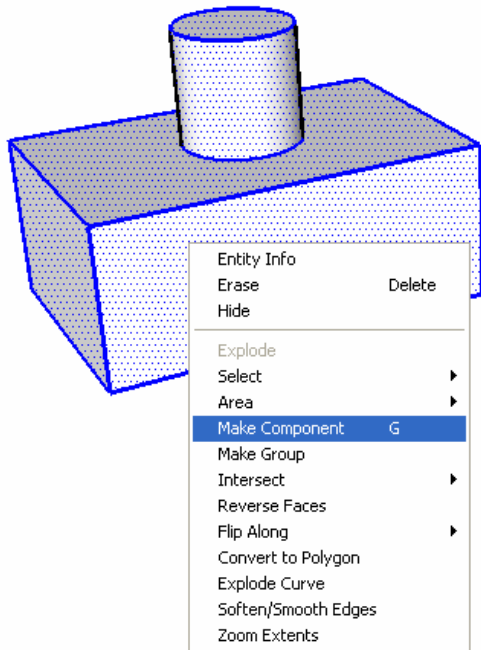 Entity Info
Erase Delete
Hide
Explode
Select
Area
Make Component G
Make Group
Intersect
Reverse Faces
Flip Along
Convert to Polygon
Explode Curve
Soften/Smooth Edges
Zoom Extents